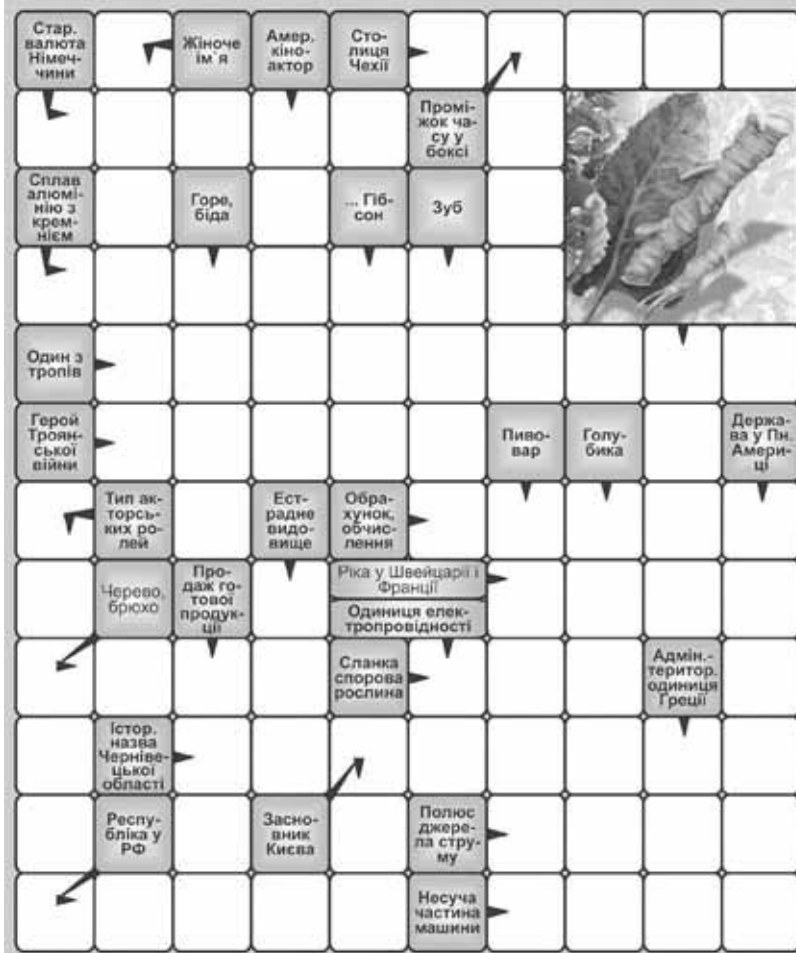 Стар.
валюта
Німеч-
чини
Жіноче
ім`я
Амер.
кіно-
актор
Сто-
лиця
Чехії
Промі-
жок ча-
су у
боксі
Сплав
алюмі-
нію з
крем-
нієм
Горе,
біда
... Гіб-
сон
Зуб
Один з
тропів
Герой
Троян-
ської
війни
Пиво-
вар
Голу-
бика
Держа-
ва у Пн.
Амери-
ці
Тип ак-
торсь-
ких ро-
лей
Ест-
радне
видо-
вище
Обра-
хунок,
обчис-
лення
Черево,
брюхо
Про-
даж го-
тової
продук-
ції
Ріка у Швейцарії і
Франції
Одиниця елек-
тропровідності
Сланка
спорова
рослина
Адмін.-
територ.
одиниця
Греції
Істор.
назва
Чернівe-
цької
області
Респу-
бліка у
РФ
Засно-
вник
Києва
Полюс
джере-
ла стру-
му
Несуча
частина
машини